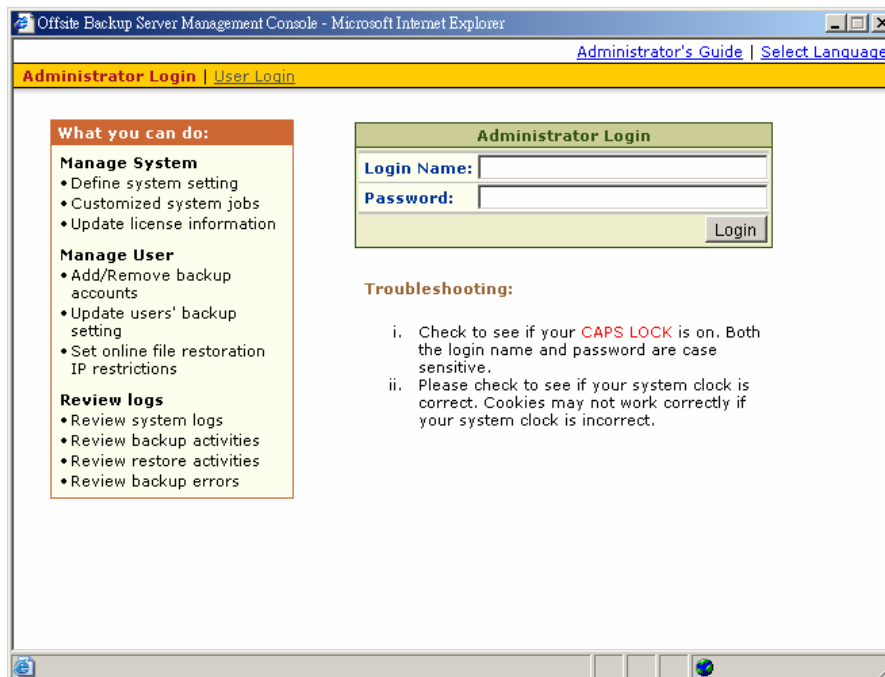 Offsite Backup Server Management Console - Microsoft Internet Explorer
Administrator's Guide | Select Language
Administrator Login | User Login
What you can do:
Manage System
• Define system setting
• Customized system jobs
• Update license information
Manage User
• Add/Remove backup
accounts
• Update users' backup
setting
• Set online file restoration
IP restrictions
Review logs
• Review system logs
• Review backup activities
• Review restore activities
• Review backup errors
Administrator Login
Login Name:
Password:
Login
Troubleshooting:
i. Check to see if your CAPS LOCK is on. Both
the login name and password are case
sensitive.
ii. Please check to see if your system clock is
correct. Cookies may not work correctly if
your system clock is incorrect.